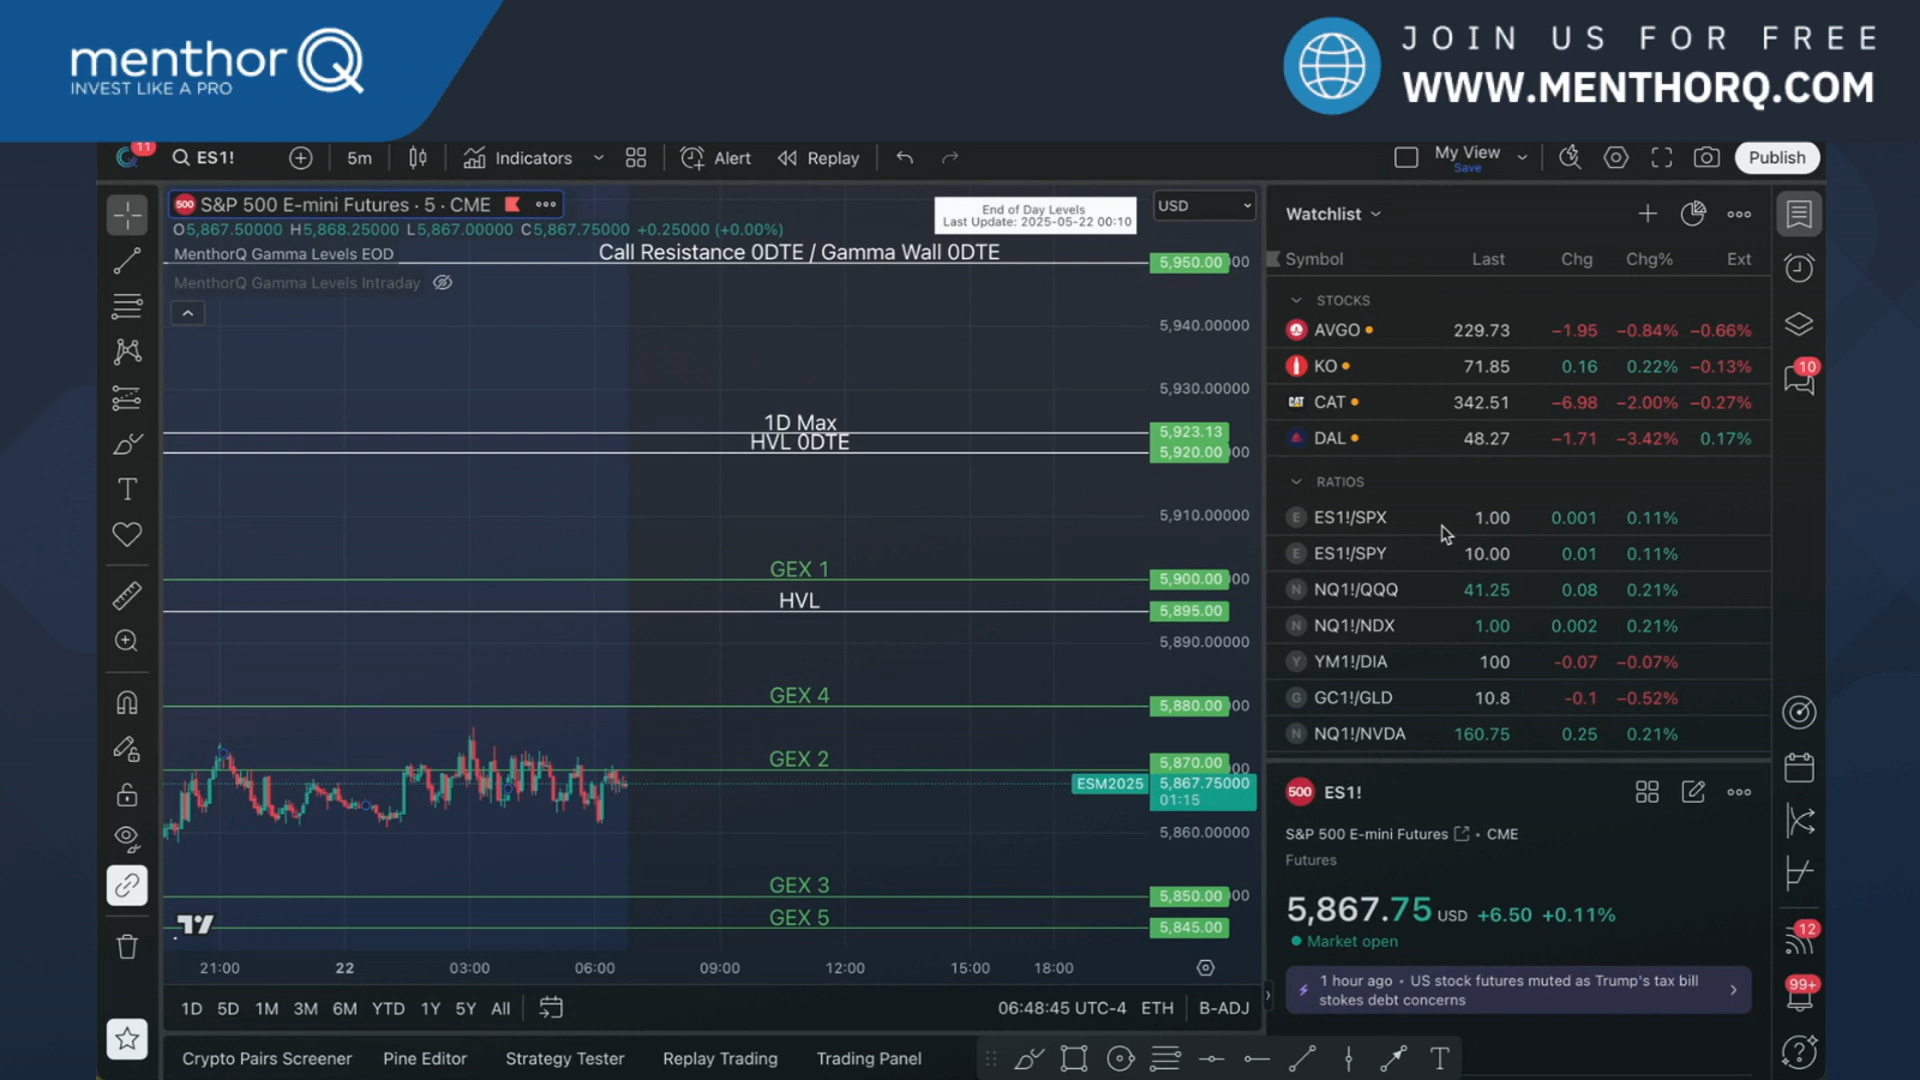 menthorQ
INVEST LIKE A PRO
JOIN US FOR FREE
WWW.MENTHORQ.COM
11
ES1!
5m
Indicators
Alert
Replay
My View
Save
Publish
500 S&P 500 E-mini Futures · 5 · CME
O5,867.50000 H5,868.25000 L5,867.00000 C5,867.75000 +0.25000 (+0.00%)
MenthorQ Gamma Levels EOD
MenthorQ Gamma Levels Intraday
End of Day Levels
Last Update: 2025-05-22 00:10
USD
Call Resistance 0DTE / Gamma Wall 0DTE
5,950.00
5,940.00000
5,930.00000
1D Max
5,923.13
HVL 0DTE
5,920.00
5,910.00000
GEX 1
5,900.00
HVL
5,895.00
5,890.00000
GEX 4
5,880.00
GEX 2
5,870.00
ESM2025
5,867.75000
01:15
5,860.00000
GEX 3
5,850.00
GEX 5
5,845.00
21:00 22 03:00 06:00 09:00 12:00 15:00 18:00
1D 5D 1M 3M 6M YTD 1Y 5Y All
06:48:45 UTC-4 ETH B-ADJ
Crypto Pairs Screener Pine Editor Strategy Tester Replay Trading Trading Panel
Watchlist
Symbol Last Chg Chg% Ext
STOCKS
AVGO 229.73 −1.95 −0.84% −0.66%
KO 71.85 0.16 0.22% −0.13%
CAT CAT 342.51 −6.98 −2.00% −0.27%
DAL 48.27 −1.71 −3.42% 0.17%
RATIOS
E ES1!/SPX 1.00 0.001 0.11%
E ES1!/SPY 10.00 0.01 0.11%
N NQ1!/QQQ 41.25 0.08 0.21%
N NQ1!/NDX 1.00 0.002 0.21%
Y YM1!/DIA 100 -0.07 −0.07%
G GC1!/GLD 10.8 -0.1 −0.52%
N NQ1!/NVDA 160.75 0.25 0.21%
500 ES1!
S&P 500 E-mini Futures · CME
Futures
5,867.75 USD +6.50 +0.11%
Market open
1 hour ago · US stock futures muted as Trump's tax bill
stokes debt concerns
10
12
99+